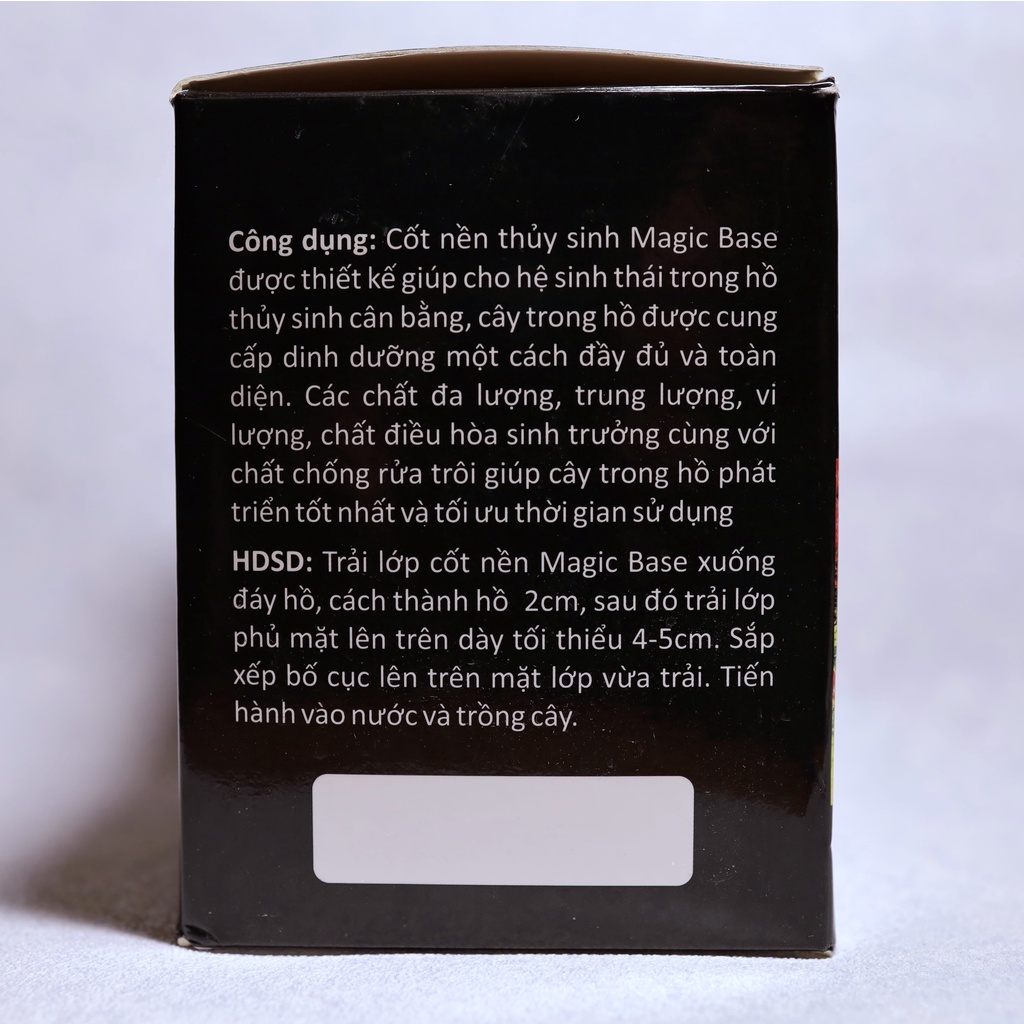 Công dụng: Cốt nền thủy sinh Magic Base
được thiết kế giúp cho hệ sinh thái trong hồ
thủy sinh cân bằng, cây trong hồ được cung
cấp dinh dưỡng một cách đầy đủ và toàn
diện. Các chất đa lượng, trung lượng, vi
lượng, chất điều hòa sinh trưởng cùng với
chất chống rửa trôi giúp cây trong hồ phát
triển tốt nhất và tối ưu thời gian sử dụng
HDSD: Trải lớp cốt nền Magic Base xuống
đáy hồ, cách thành hồ 2cm, sau đó trải lớp
phủ mặt lên trên dày tối thiểu 4-5cm. Sắp
xếp bố cục lên trên mặt lớp vừa trải. Tiến
hành vào nước và trồng cây.